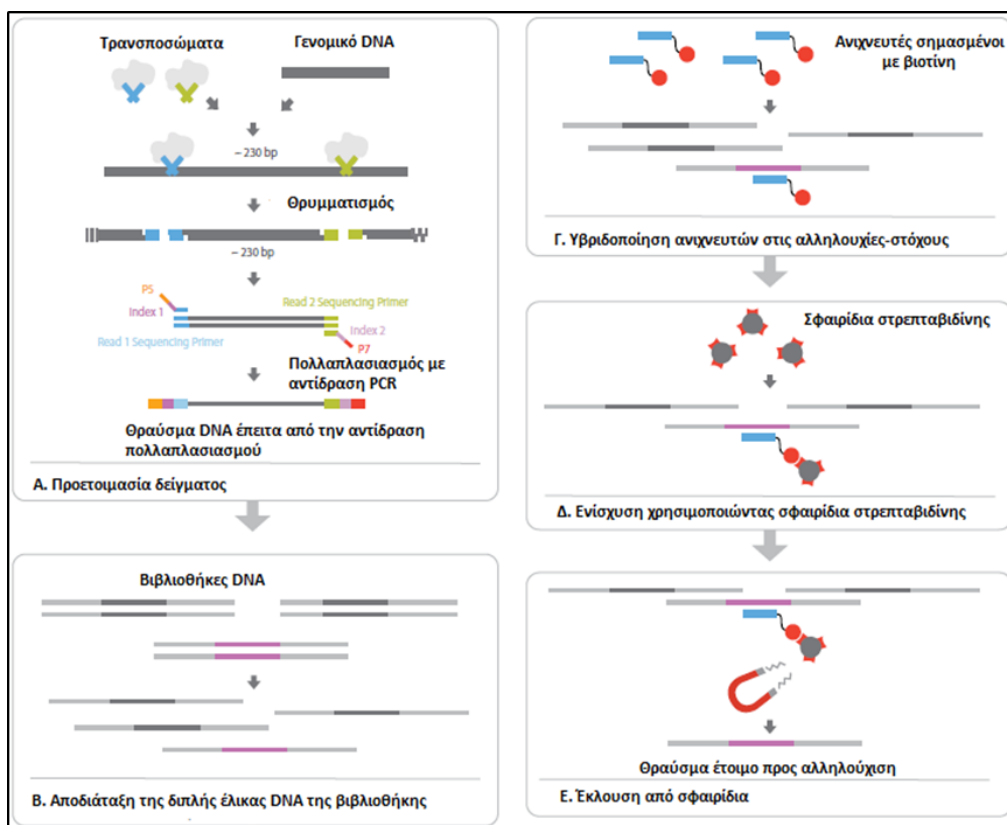 Τρανσποσώματα
Γενομικό DNA
~ 230 bp
Θρυμματισμός
~ 230 bp
P5
Index 1
Read 1 Sequencing Primer
Read 2 Sequencing Primer
Index 2
P7
Πολλαπλασιασμός με
αντίδραση PCR
Θραύσμα DNA έπειτα από την αντίδραση
πολλαπλασιασμού
Α. Προετοιμασία δείγματος
Βιβλιοθήκες DNA
Β. Αποδιάταξη της διπλής έλικας DNA της βιβλιοθήκης
Ανιχνευτές σημασμένοι
με βιοτίνη
Γ. Υβριδοποίηση ανιχνευτών στις αλληλουχίες-στόχους
Σφαιρίδια στρεπταβιδίνης
Δ. Ενίσχυση χρησιμοποιώντας σφαιρίδια στρεπταβιδίνης
Θραύσμα έτοιμο προς αλληλούχιση
Ε. Έκλουση από σφαιρίδια